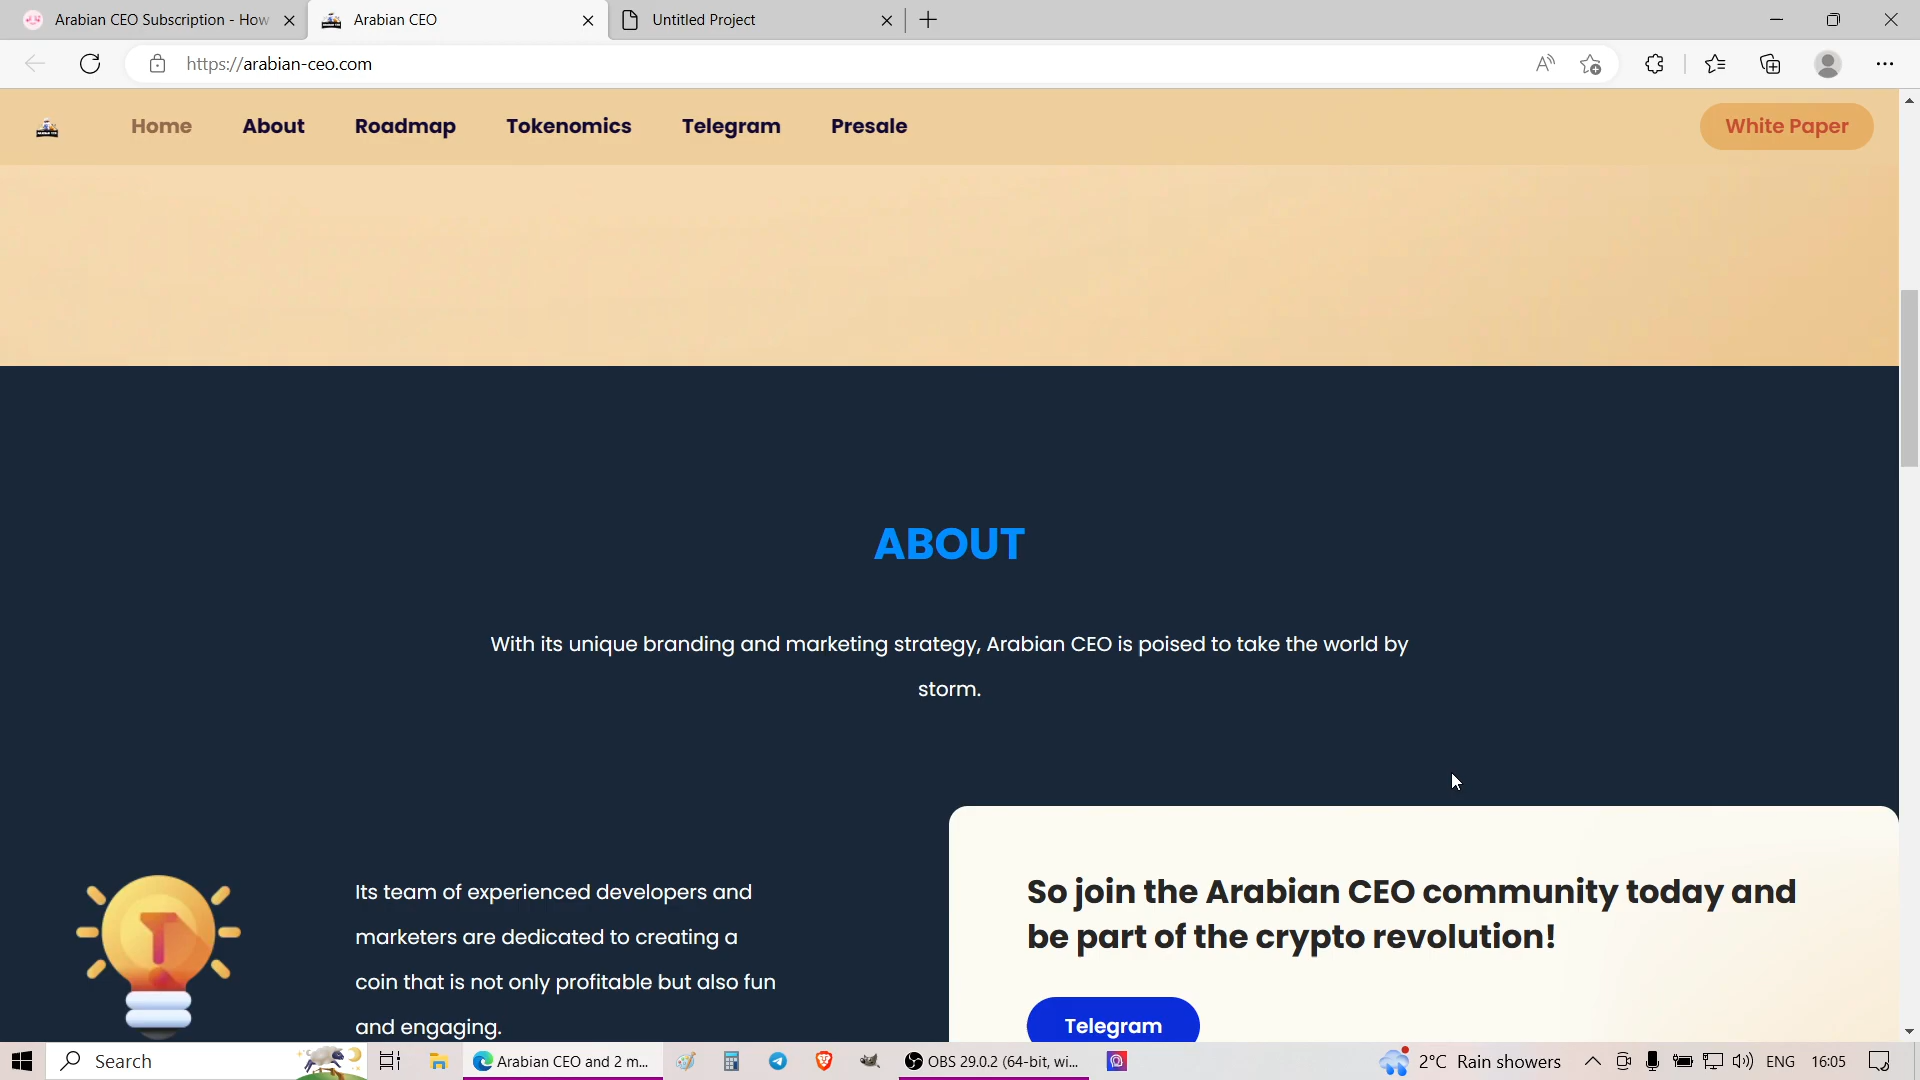 Arabian CEO Subscription - How
Arabian CEO
Untitled Project
https://arabian-ceo.com
Home
About
Roadmap
Tokenomics
Telegram
Presale
White Paper
ABOUT
With its unique branding and marketing strategy, Arabian CEO is poised to take the world by
storm.
Its team of experienced developers and
marketers are dedicated to creating a
coin that is not only profitable but also fun
and engaging.
So join the Arabian CEO community today and
be part of the crypto revolution!
Telegram
Search
Arabian CEO and 2 m...
OBS 29.0.2 (64-bit, wi...
2°C Rain showers
ENG
16:05